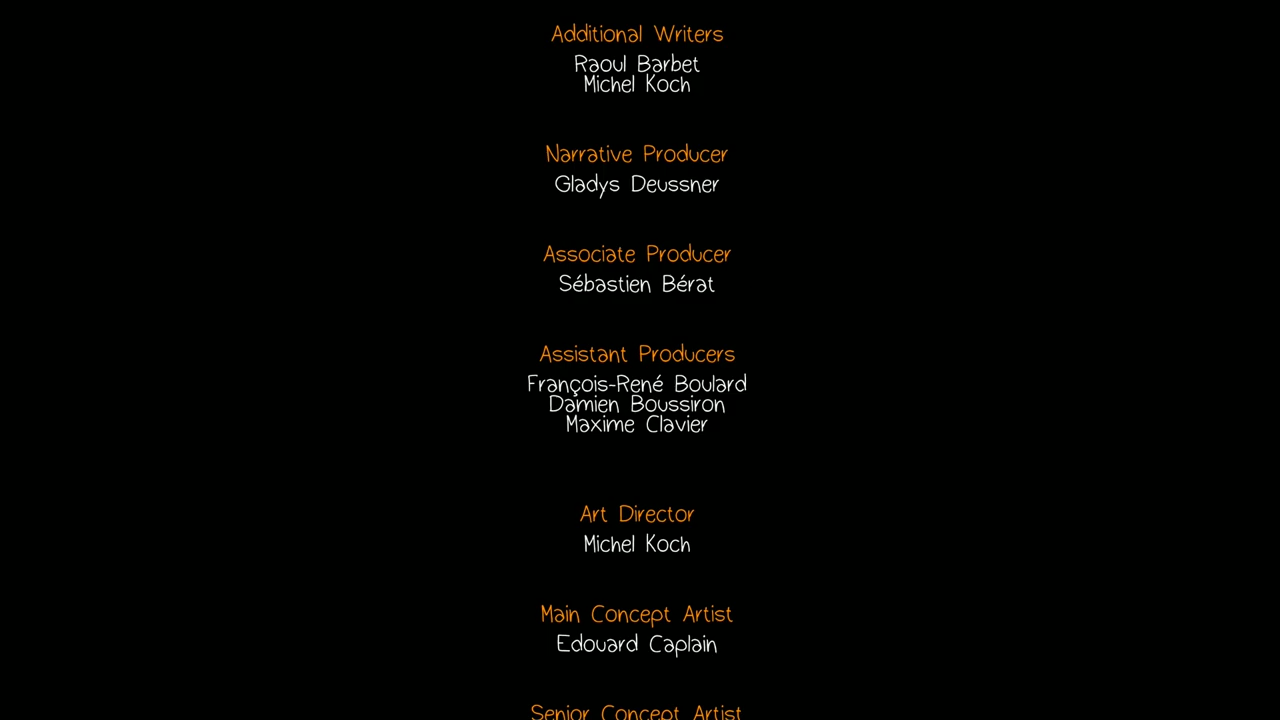 Additional Writers
Raoul Barbet
Michel Koch
Narrative Producer
Gladys Deussner
Associate Producer
Sébastien Bérat
Assistant Producers
François-René Boulard
Damien Boussiron
Maxime Clavier
Art Director
Michel Koch
Main Concept Artist
Edouard Caplain
Senior Concept Artist